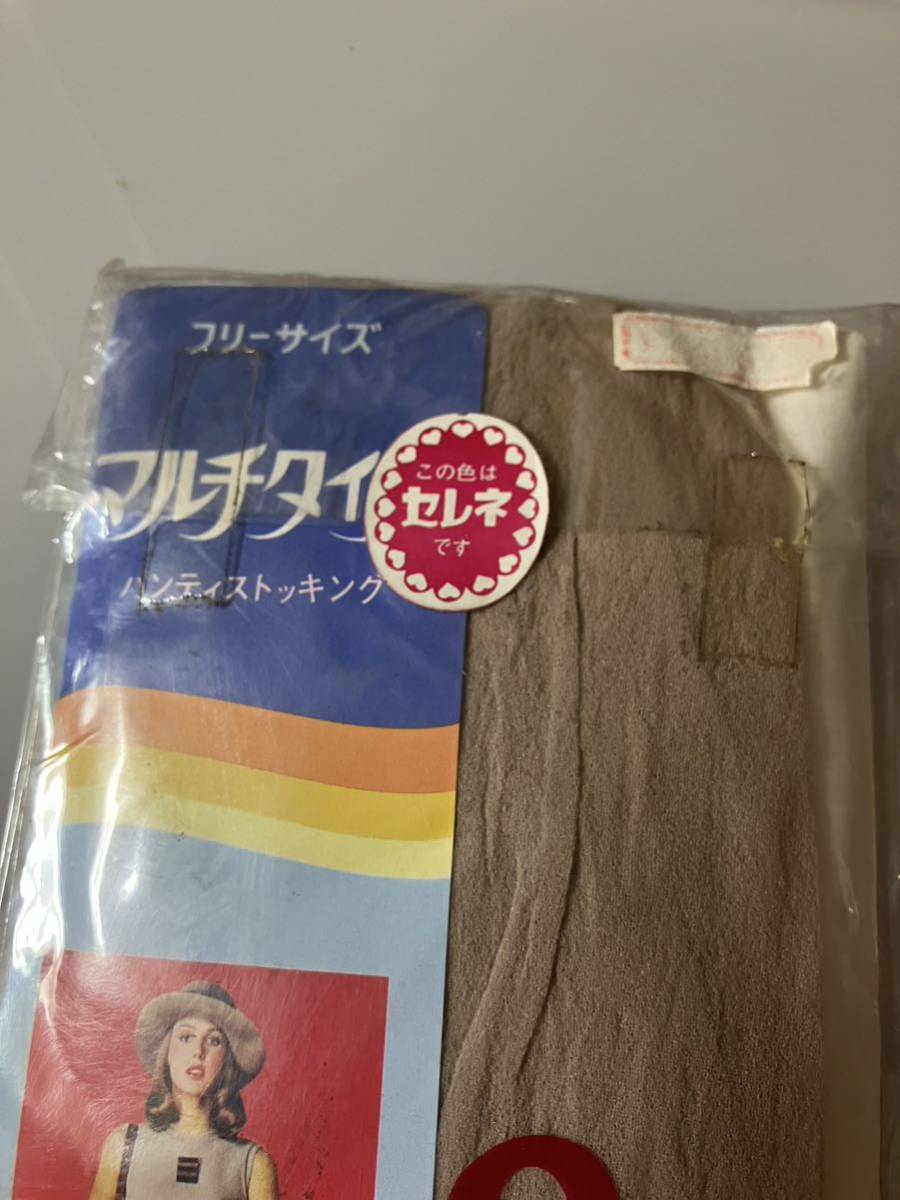 フリーサイズ
マルチタイ
パンティストッキング
この色は
セレネ
です